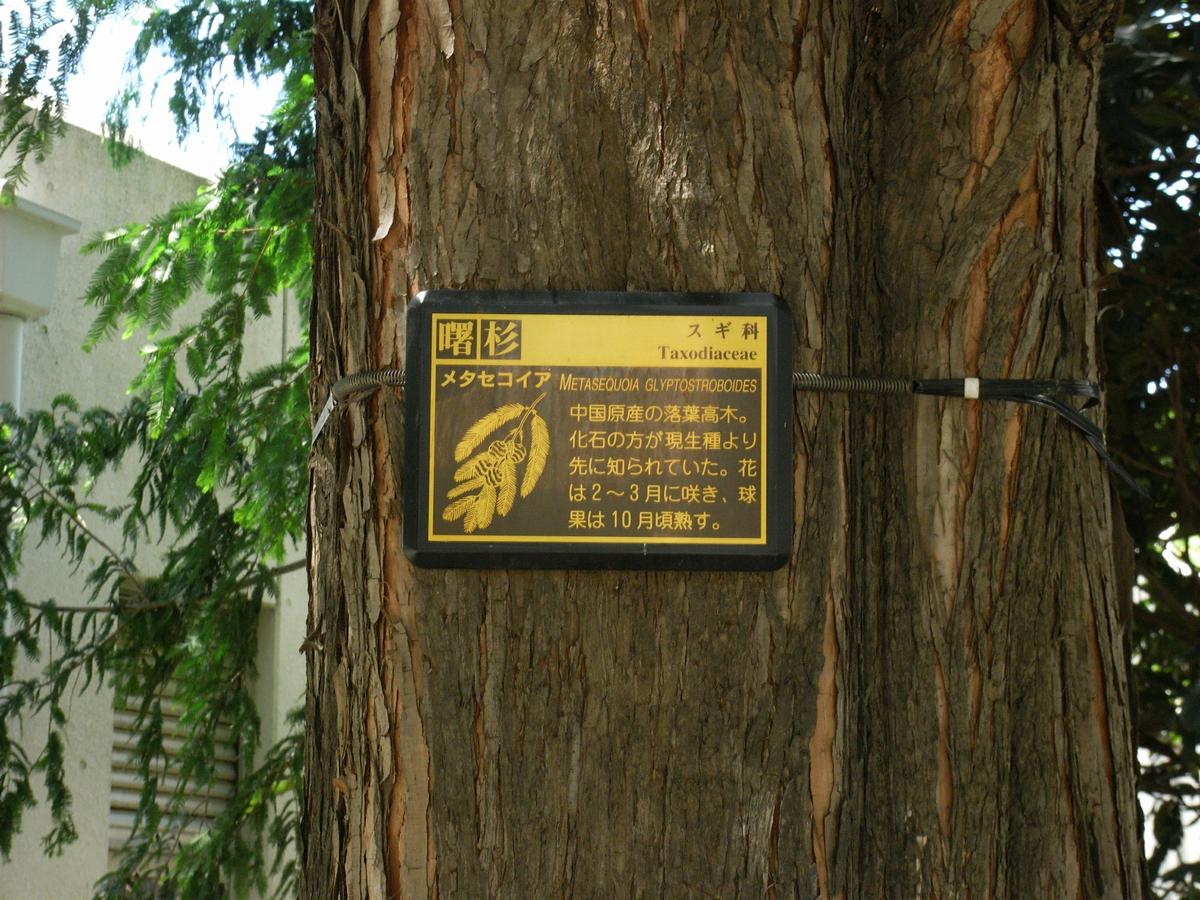 曙杉
スギ科
Taxodiaceae
メタセコイア METASEQUOIA GLYPTOSTROBOIDES
中国原産の落葉高木。
化石の方が現生種より
先に知られていた。花
は2～3月に咲き、球
果は10月頃熟す。